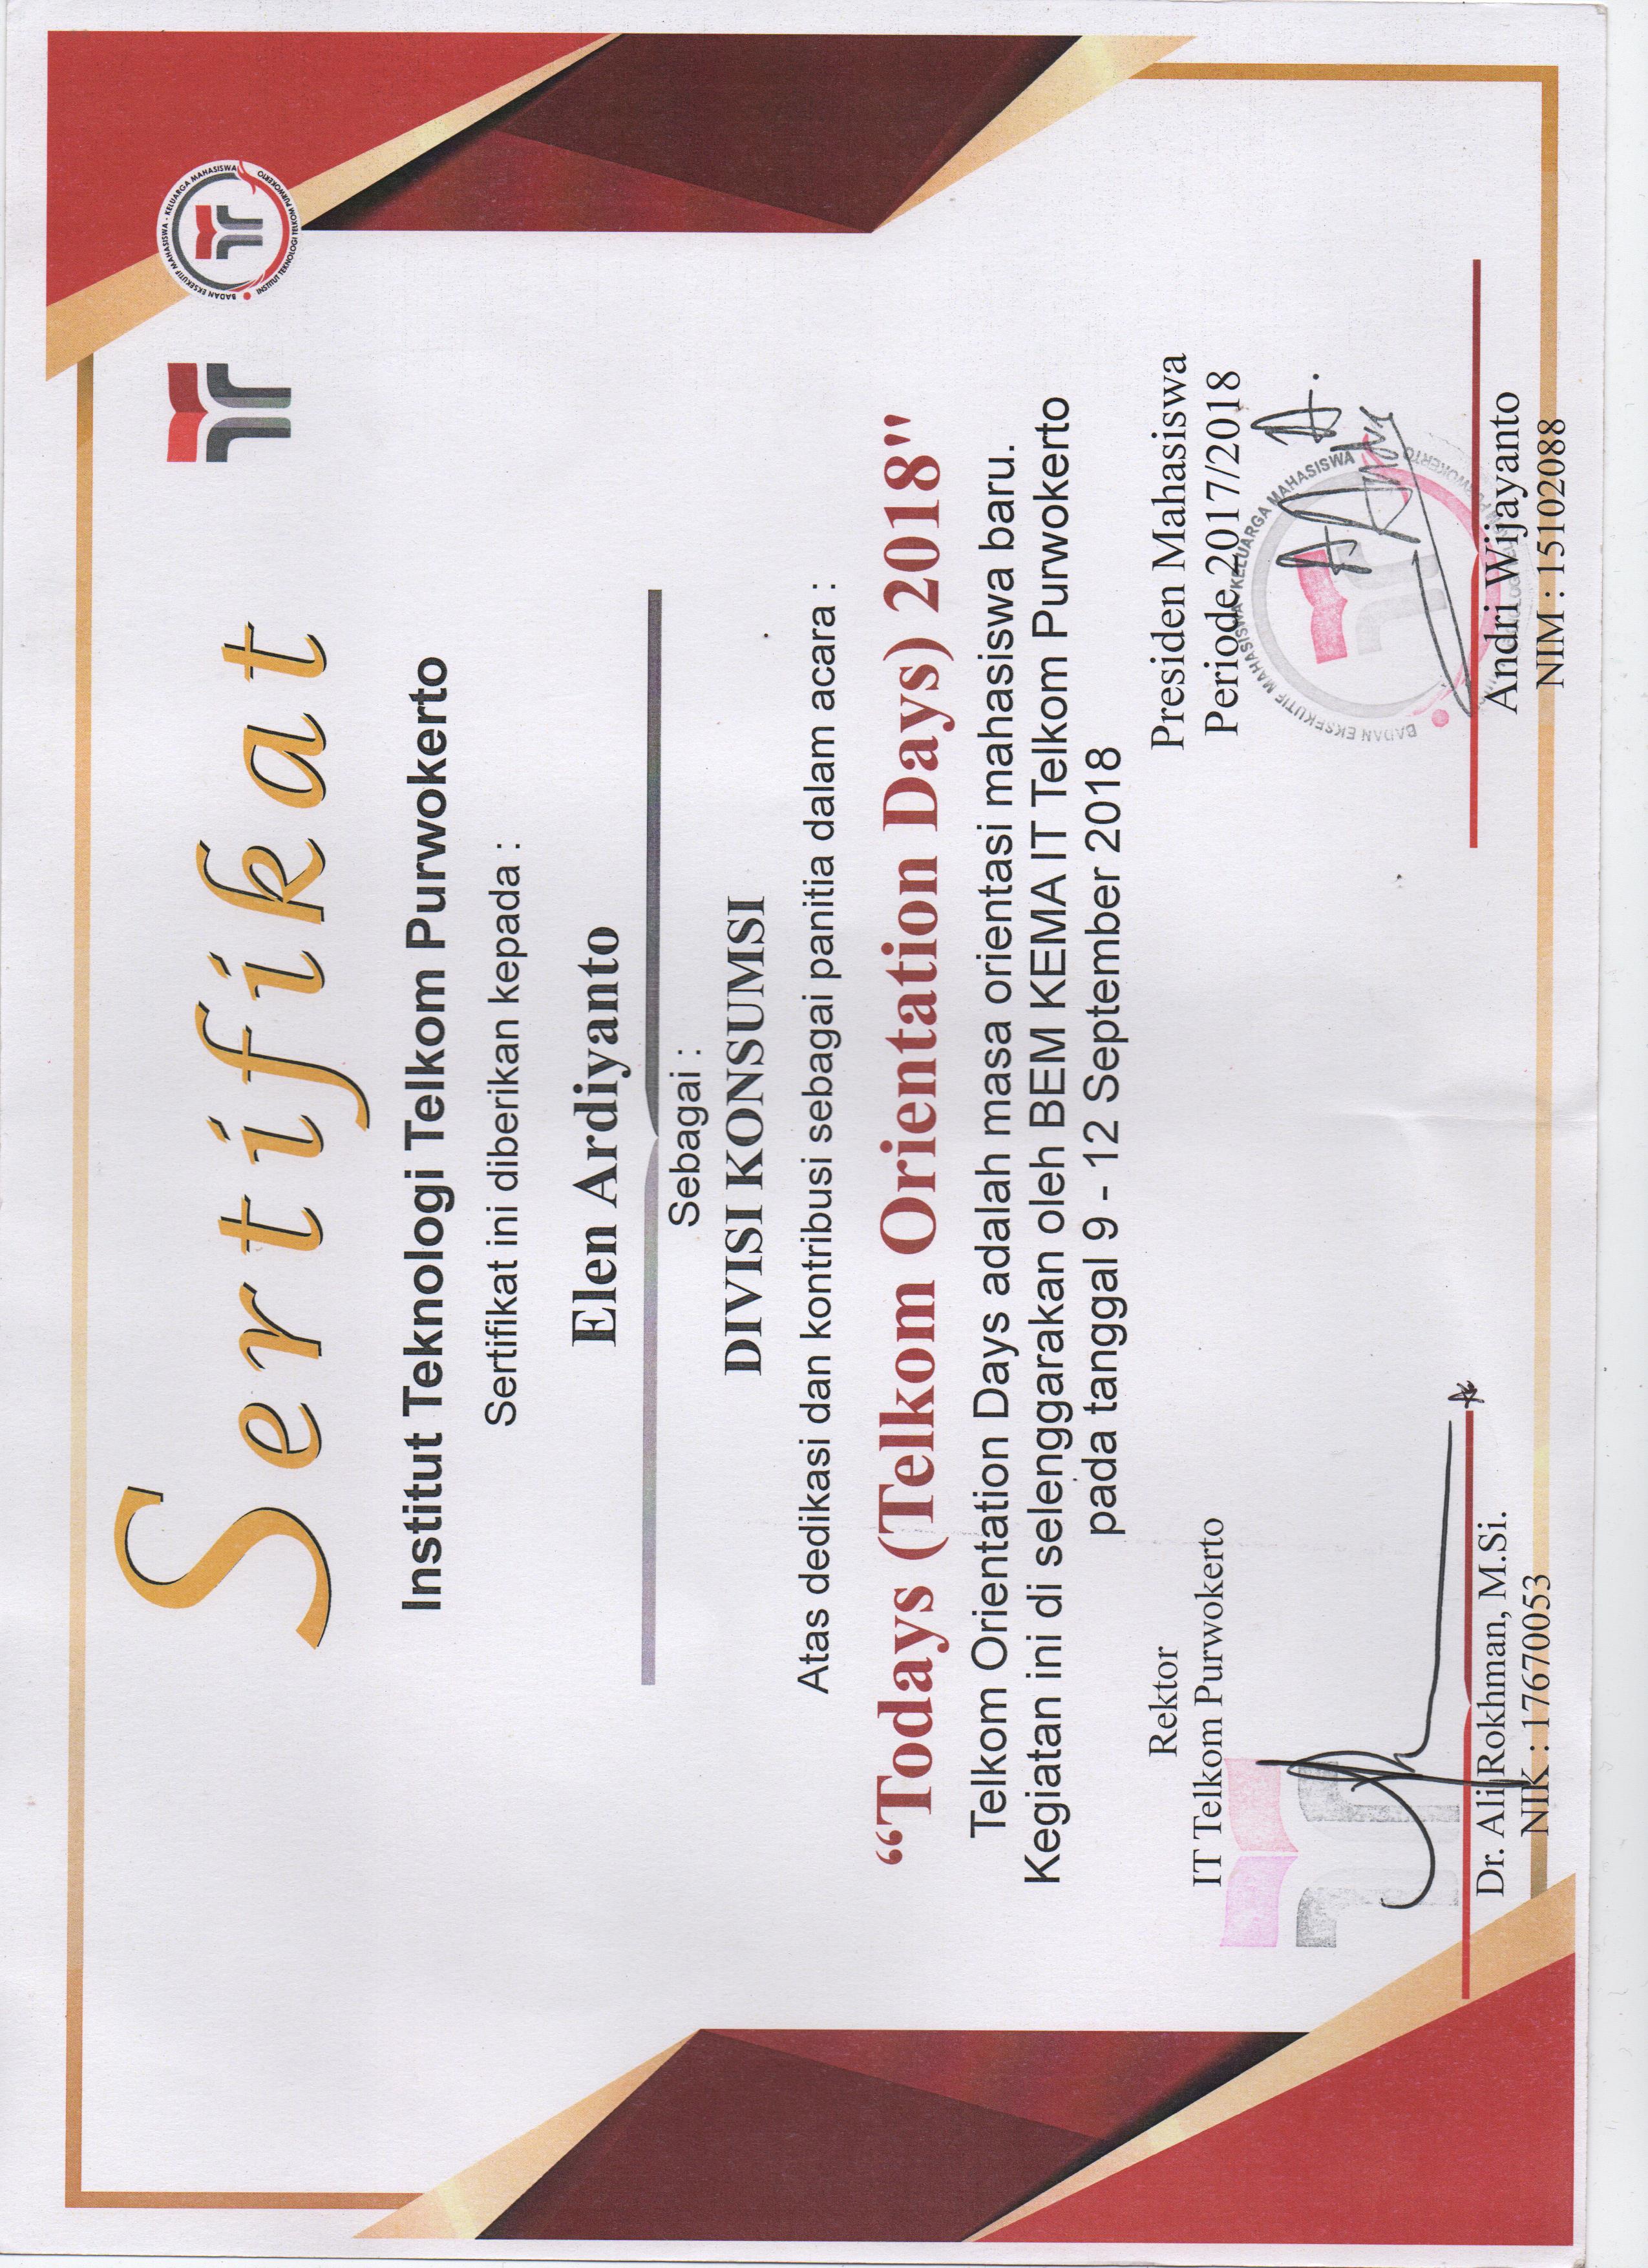 BADAN EKSEKUTIF MAHASISWA - KELUARGA MAHASISWA
INSTITUT TEKNOLOGI TELKOM PURWOKERTO
Sertifikat
Institut Teknologi Telkom Purwokerto
Sertifikat ini diberikan kepada :
Elen Ardiyanto
Sebagai :
DIVISI KONSUMSI
Atas dedikasi dan kontribusi sebagai panitia dalam acara :
“Todays (Telkom Orientation Days) 2018"
Telkom Orientation Days adalah masa orientasi mahasiswa baru.
Kegiatan ini di selenggarakan oleh BEM KEMA IT Telkom Purwokerto
pada tanggal 9 - 12 September 2018
Rektor
IT Telkom Purwokerto
Dr. Ali Rokhman, M.Si.
NIK : 17670053
Presiden Mahasiswa
Periode 2017/2018
BADAN EKSEKUTIF MAHASISWA - KELUARGA MAHASISWA
Andri Wijayanto
NIM : 15102088